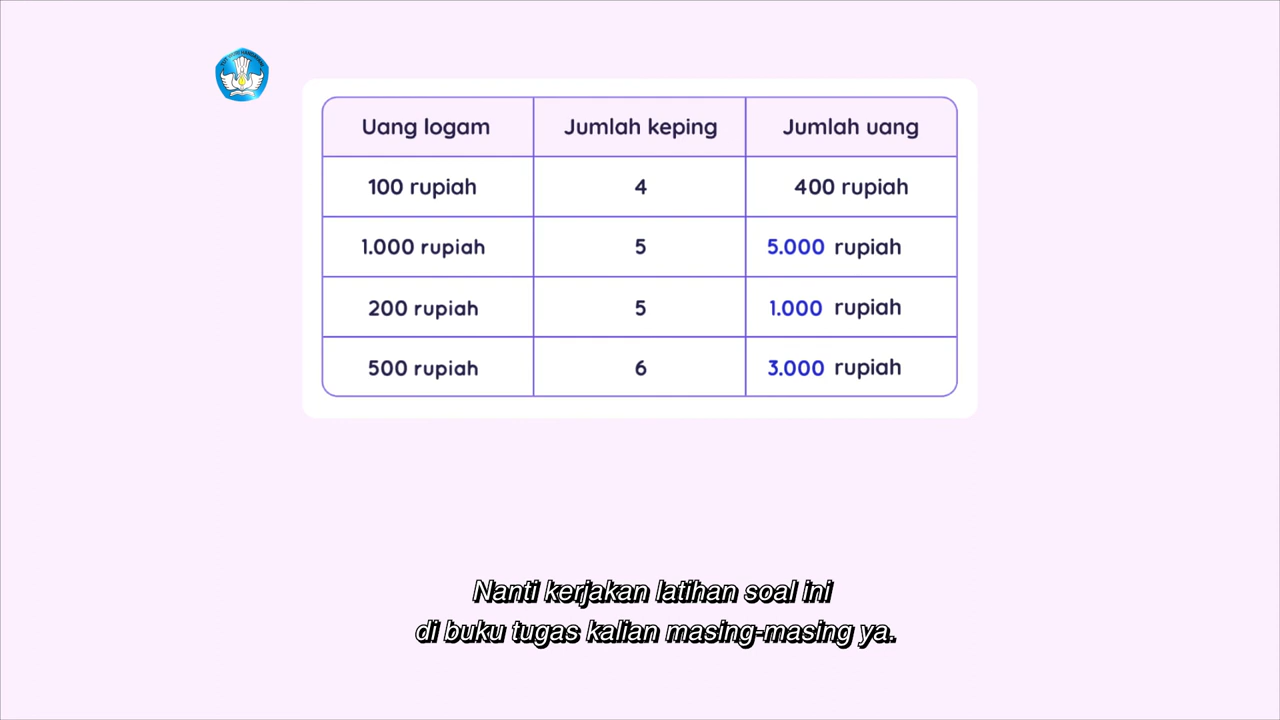 Uang logam Jumlah keping Jumlah uang
100 rupiah 4 400 rupiah
1.000 rupiah 5 5.000 rupiah
200 rupiah 5 1.000 rupiah
500 rupiah 6 3.000 rupiah
Nanti kerjakan latihan soal ini
di buku tugas kalian masing-masing ya.